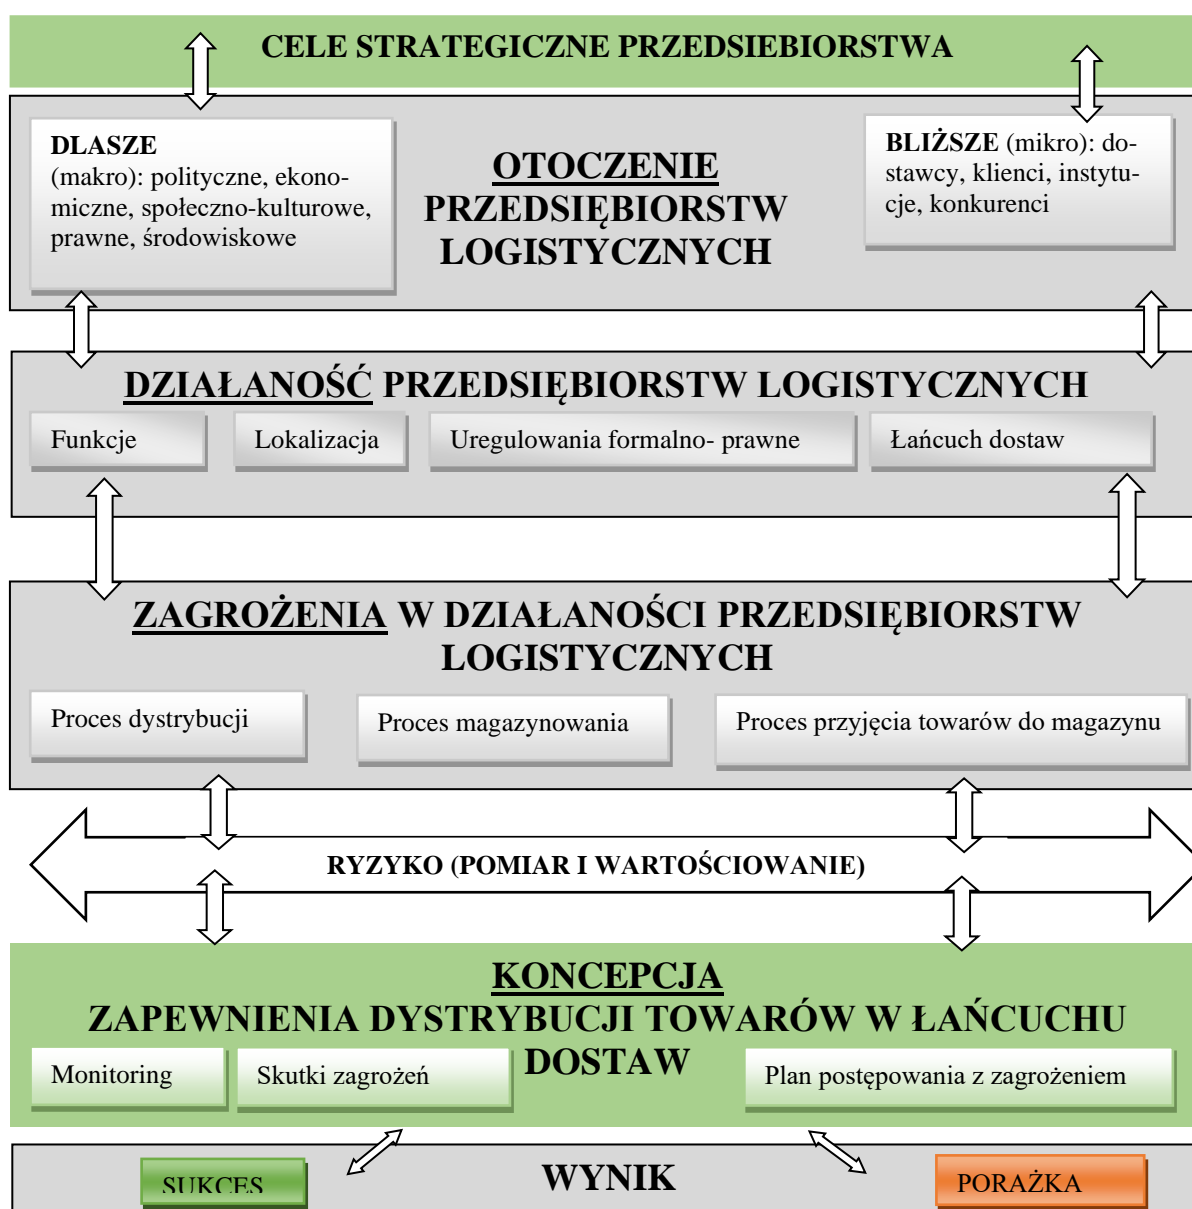 CELE STRATEGICZNE PRZEDSIEBIORSTWA
DLASZE
(makro): polityczne, ekono-
miczne, społeczno-kulturowe,
prawne, środowiskowe
OTOCZENIE
PRZEDSIĘBIORSTW
LOGISTYCZNYCH
BLIŻSZE (mikro): do-
stawcy, klienci, instytu-
cje, konkurenci
DZIAŁANOŚĆ PRZEDSIĘBIORSTW LOGISTYCZNYCH
Funkcje
Lokalizacja
Uregulowania formalno- prawne
Łańcuch dostaw
ZAGROŻENIA W DZIAŁANOŚCI PRZEDSIĘBIORSTW
LOGISTYCZNYCH
Proces dystrybucji
Proces magazynowania
Proces przyjęcia towarów do magazynu
RYZYKO (POMIAR I WARTOŚCIOWANIE)
KONCEPCJA
ZAPEWNIENIA DYSTRYBUCJI TOWARÓW W ŁAŃCUCHU
DOSTAW
Monitoring
Skutki zagrożeń
Plan postępowania z zagrożeniem
WYNIK
SUKCES
PORAŻKA